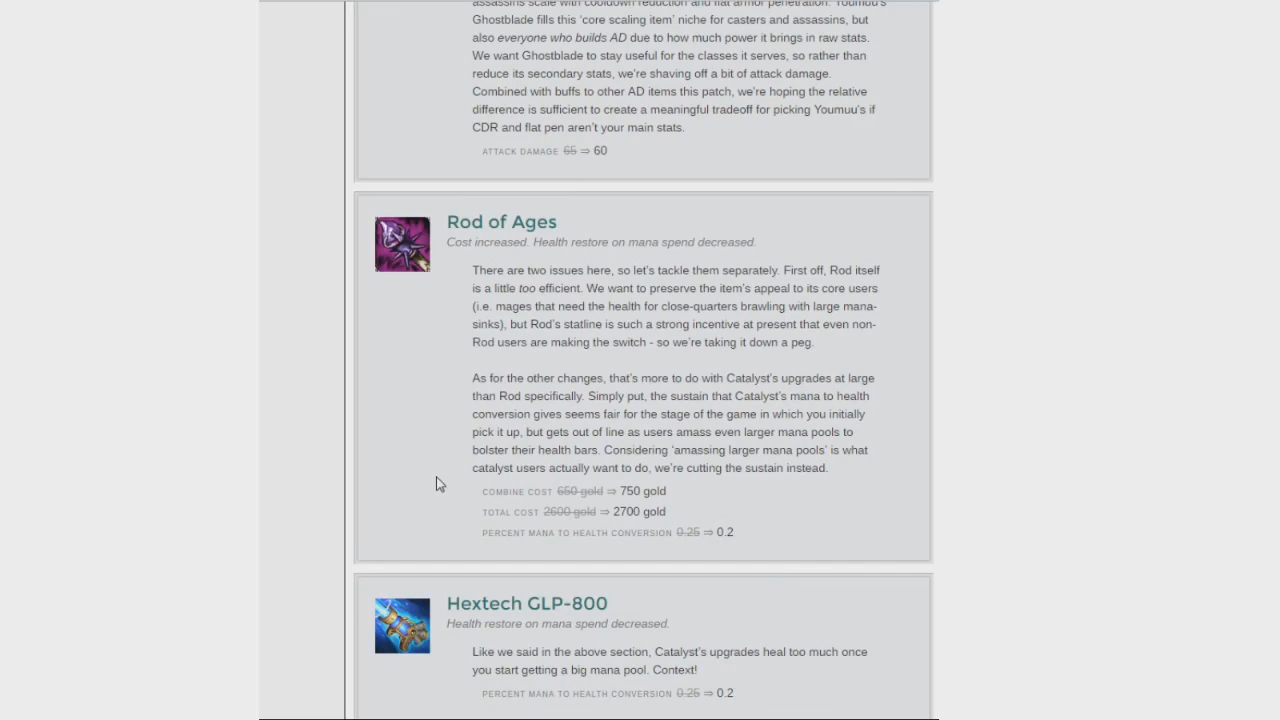 assassins scale with cooldown reduction and flat armor penetration. Youmuu's
Ghostblade fills this ‘core scaling item’ niche for casters and assassins, but
also everyone who builds AD due to how much power it brings in raw stats.
We want Ghostblade to stay useful for the classes it serves, so rather than
reduce its secondary stats, we’re shaving off a bit of attack damage.
Combined with buffs to other AD items this patch, we’re hoping the relative
difference is sufficient to create a meaningful tradeoff for picking Youmuu’s if
CDR and flat pen aren’t your main stats.
ATTACK DAMAGE 65 ⇒ 60
Rod of Ages
Cost increased. Health restore on mana spend decreased.
There are two issues here, so let’s tackle them separately. First off, Rod itself
is a little too efficient. We want to preserve the item’s appeal to its core users
(i.e. mages that need the health for close-quarters brawling with large mana-
sinks), but Rod’s statline is such a strong incentive at present that even non-
Rod users are making the switch - so we’re taking it down a peg.
As for the other changes, that’s more to do with Catalyst’s upgrades at large
than Rod specifically. Simply put, the sustain that Catalyst’s mana to health
conversion gives seems fair for the stage of the game in which you initially
pick it up, but gets out of line as users amass even larger mana pools to
bolster their health bars. Considering ‘amassing larger mana pools’ is what
catalyst users actually want to do, we’re cutting the sustain instead.
COMBINE COST 650 gold ⇒ 750 gold
TOTAL COST 2600 gold ⇒ 2700 gold
PERCENT MANA TO HEALTH CONVERSION 0.25 ⇒ 0.2
Hextech GLP-800
Health restore on mana spend decreased.
Like we said in the above section, Catalyst’s upgrades heal too much once
you start getting a big mana pool. Context!
PERCENT MANA TO HEALTH CONVERSION 0.25 ⇒ 0.2